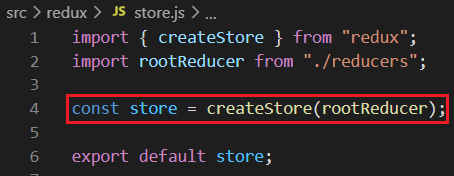 src > redux > JS store.js > ...
1 import { createStore } from "redux";
2 import rootReducer from "./reducers";
3
4 const store = createStore(rootReducer);
5
6 export default store;